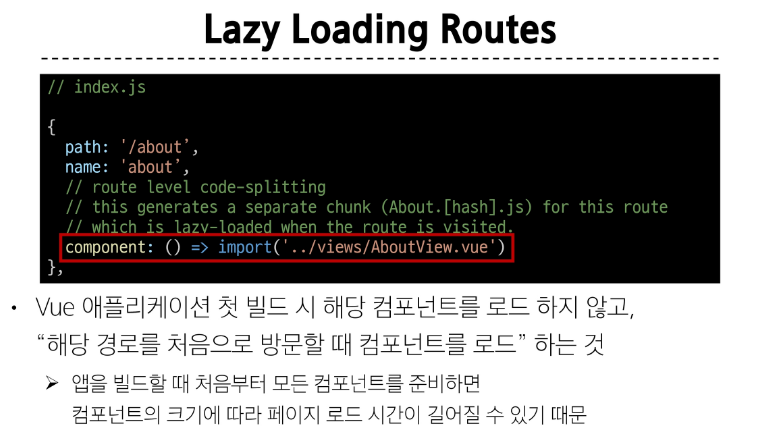 Lazy Loading Routes
// index.js
{
path: '/about’,
name: 'about’,
// route level code-splitting
// this generates a separate chunk (About.[hash].js) for this route
// which is lazy-loaded when the route is visited.
component: () => import('../views/AboutView.vue')
},
• Vue 애플리케이션 첫 빌드 시 해당 컴포넌트를 로드 하지 않고,
“해당 경로를 처음으로 방문할 때 컴포넌트를 로드” 하는 것
➢ 앱을 빌드할 때 처음부터 모든 컴포넌트를 준비하면
컴포넌트의 크기에 따라 페이지 로드 시간이 길어질 수 있기 때문